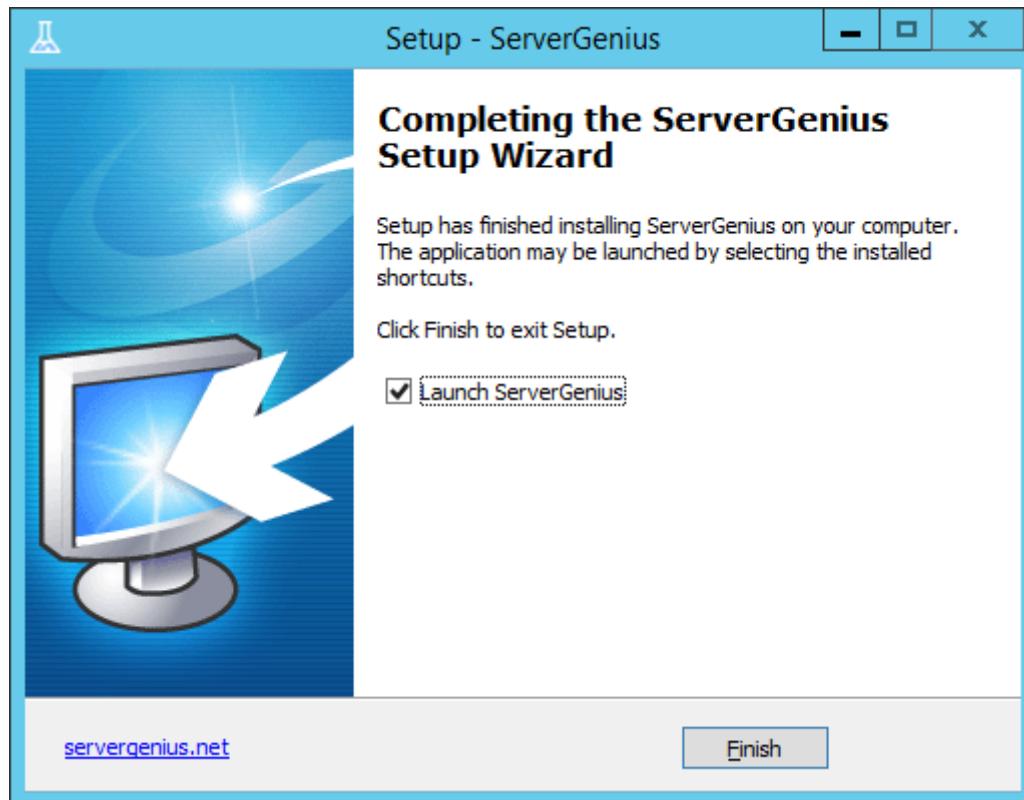 Setup - ServerGenius
Completing the ServerGenius
Setup Wizard
Setup has finished installing ServerGenius on your computer.
The application may be launched by selecting the installed
shortcuts.
Click Finish to exit Setup.
Launch ServerGenius
servergenius.net
Finish